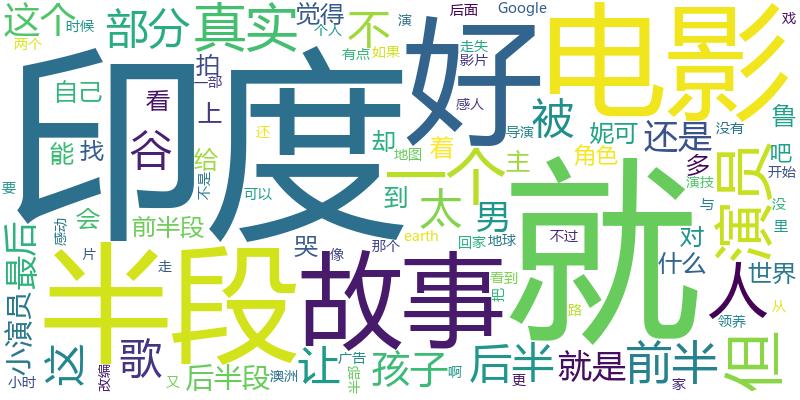 这个
时候
部分
真实
觉得
个人
不
演
后面
Google
电影
戏
两个
印度
好
有点
如果
走失
影片
拍
一部
感人
自己
看
上
被
妮可
还是
导演
没有
鲁
能
找
谷
还
却
着
角色
多
吧
开始
给
不是
地图
一个
主
演技
演员
要
会
前半段
可以
到
太
男
就
与
没
里
最后
感动
哭
像
那个
earth
回家
地球
不过
对
什么
世界
人
但
半段
故事
看到
把
片
走
小演员
这
歌
让
广告
孩子
后半
就是
前半
路
领养
从
小时
改编
又
后半段
澳洲
啊
更
家